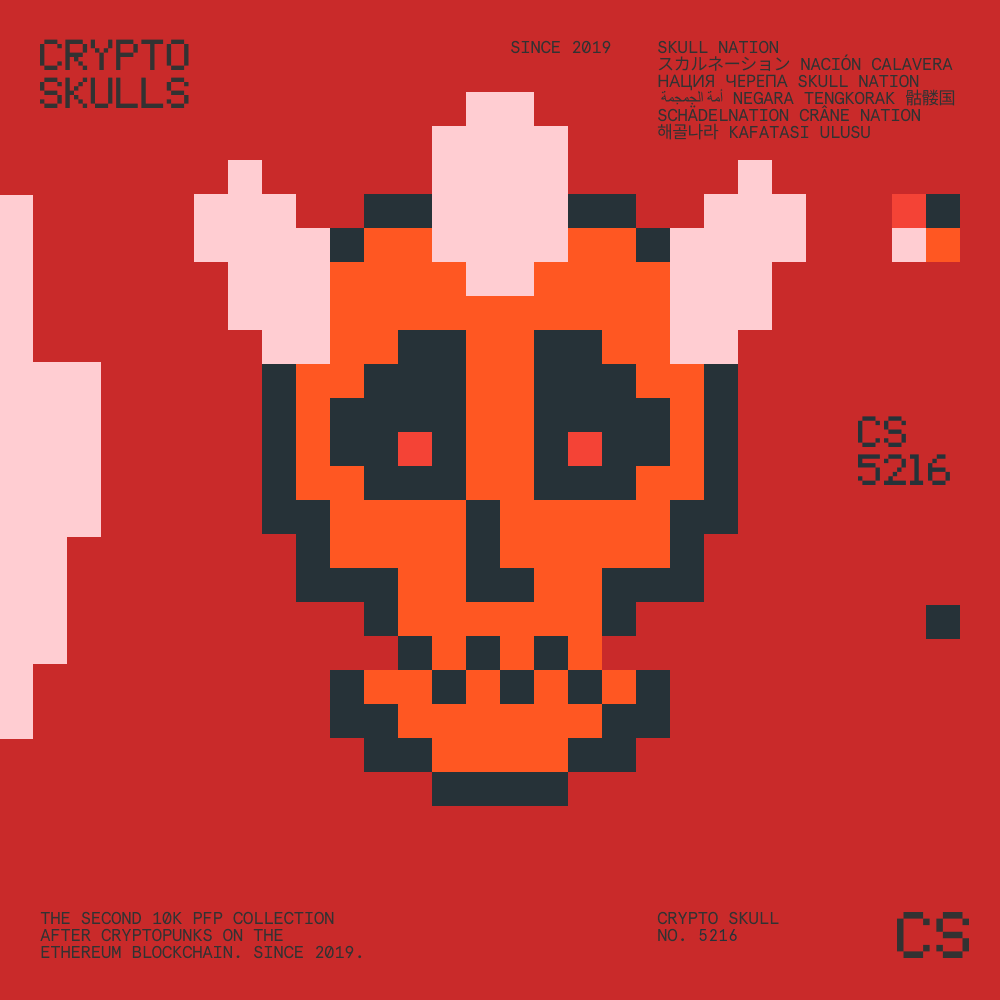 CRYPTO
SKULLS
SINCE 2019
SKULL NATION
スカルネーション NACIÓN CALAVERA
НАЦИЯ ЧЕРЕПА SKULL NATION
أمة الجمجمة NEGARA TENGKORAK 骷髅国
SCHÄDELNATION CRÂNE NATION
해골나라 KAFATASI ULUSU
CS
5216
THE SECOND 10K PFP COLLECTION
AFTER CRYPTOPUNKS ON THE
ETHEREUM BLOCKCHAIN. SINCE 2019.
CRYPTO SKULL
NO. 5216
CS